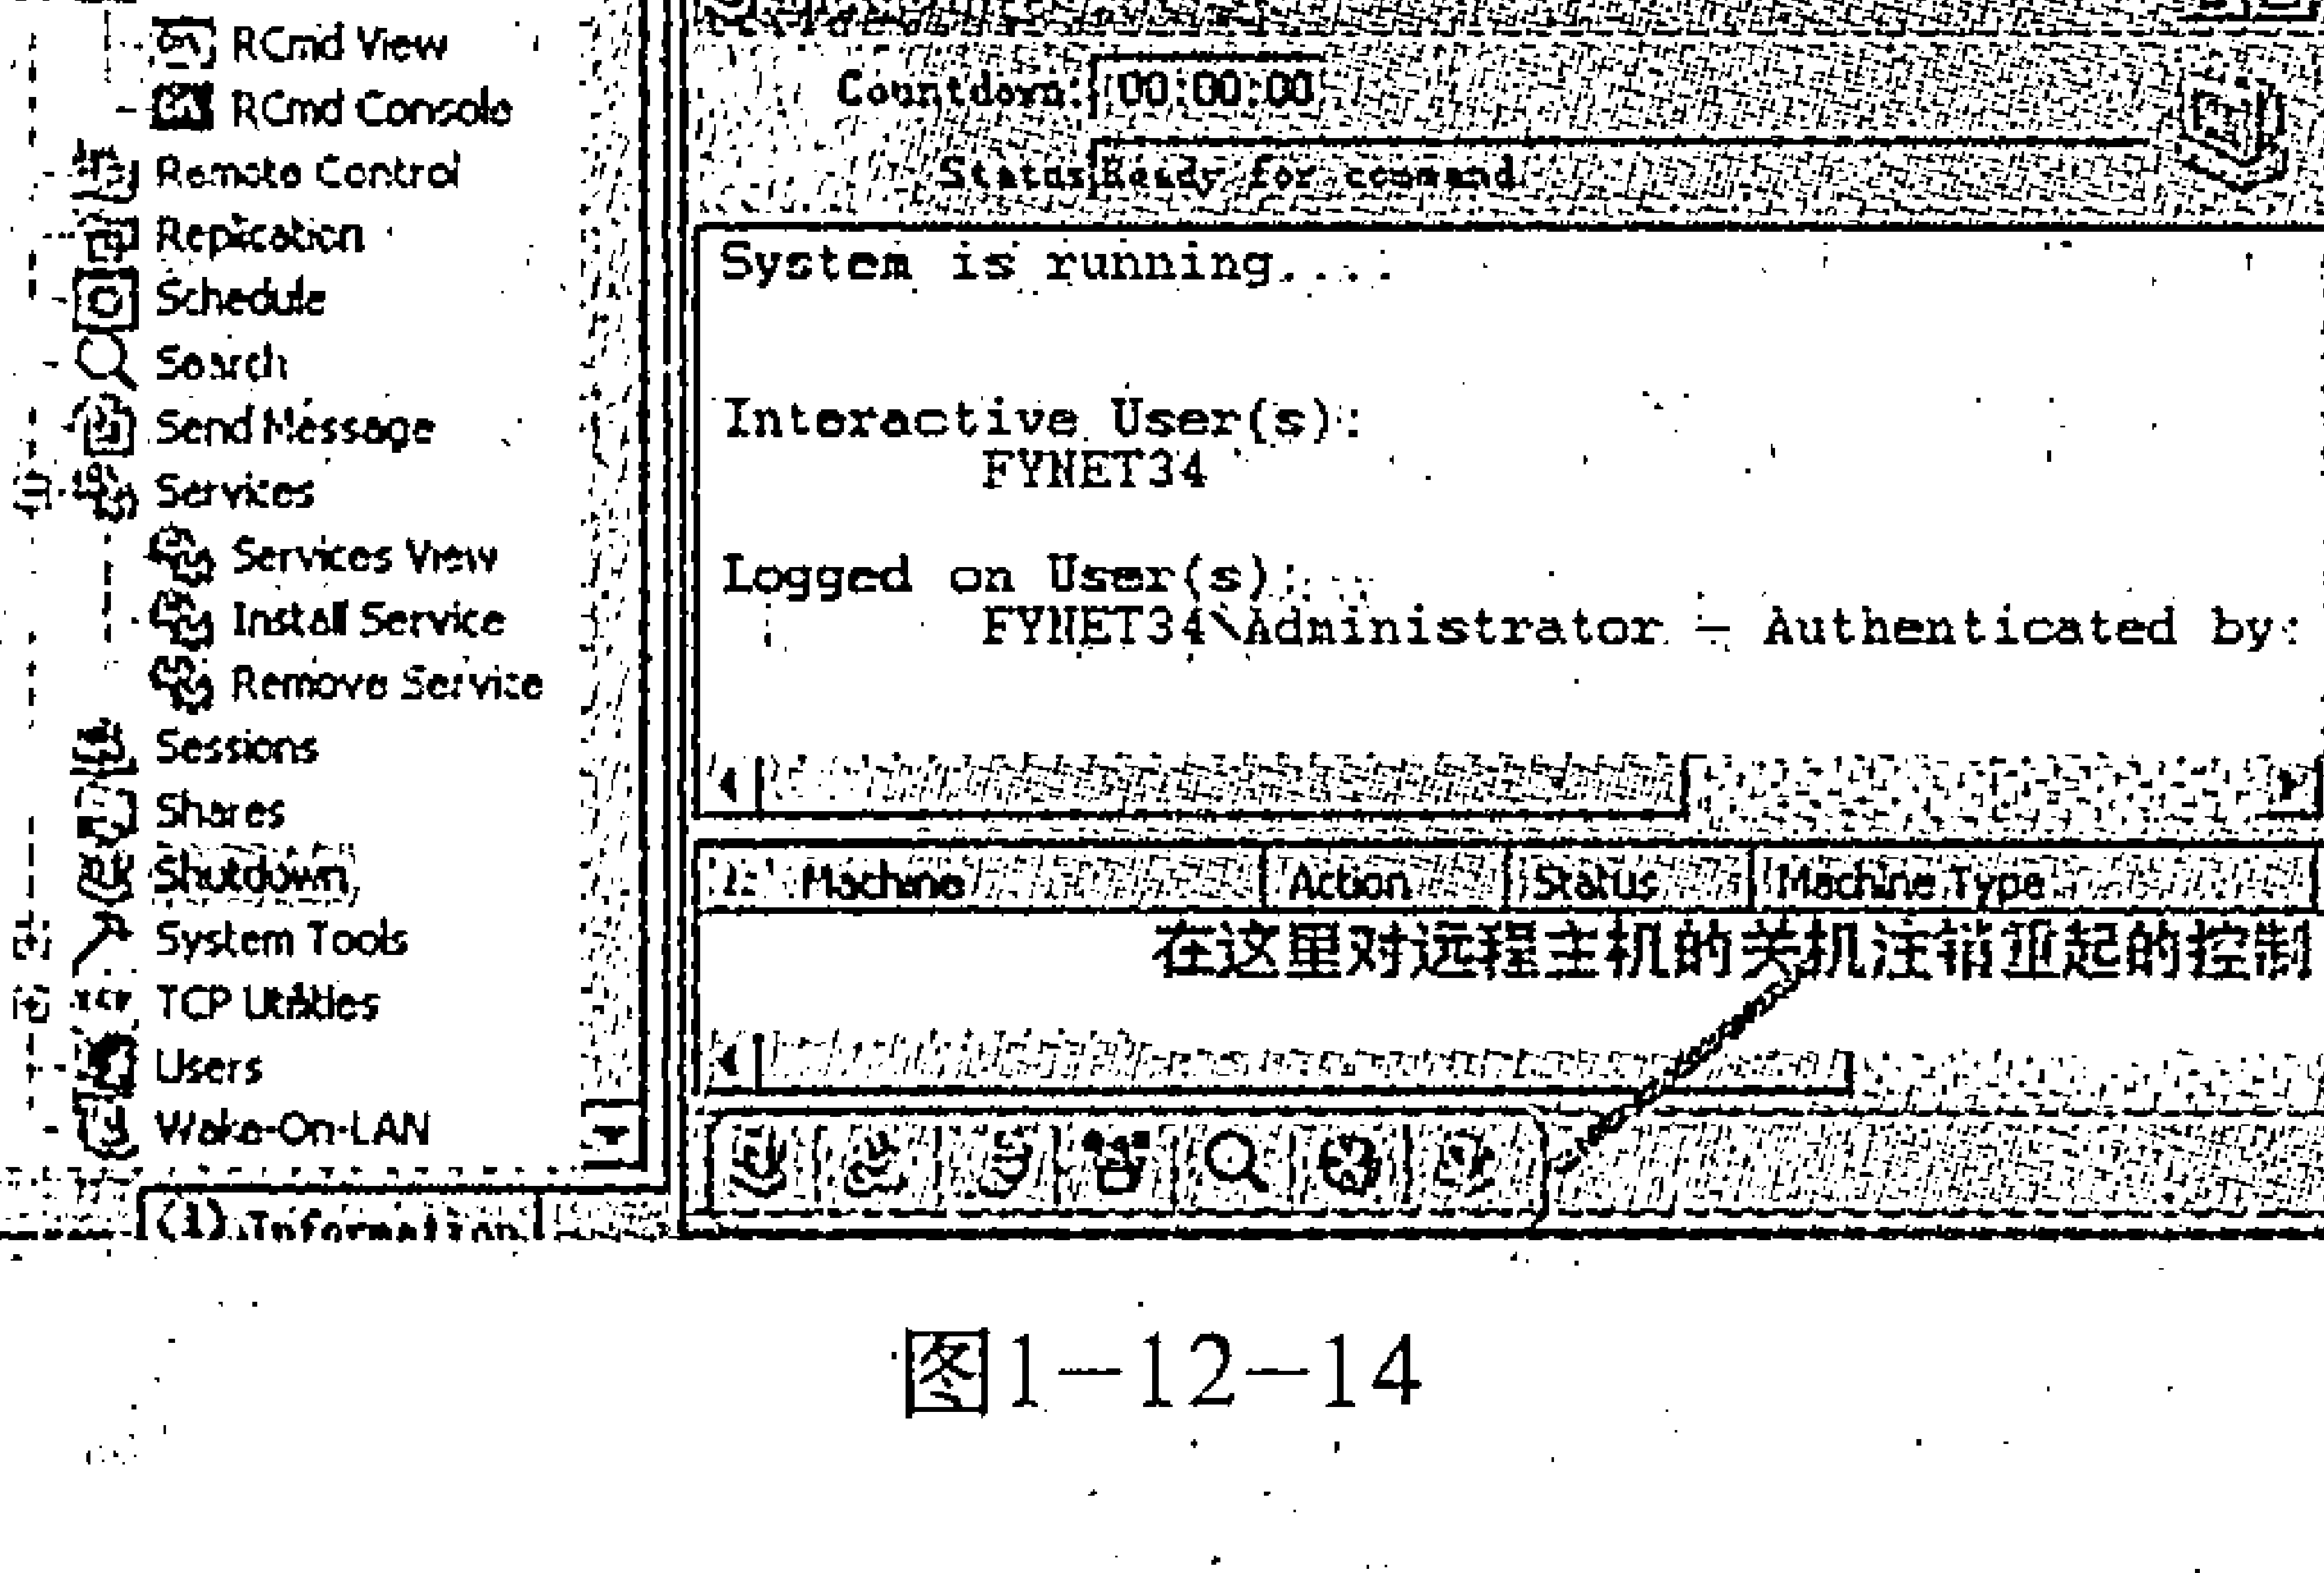 RCmd View
RCmd Console
Remote Control
Replication
Schedule
Search
Send Message
Services
Services View
Install Service
Remove Service
Sessions
Shares
Shutdown
System Tools
TCP Utilities
Users
Wake-On-LAN
(i) Information
Countdown: 00:00:00
Status Ready for command
System is running....
Interactive User(s):
FYNET34
Logged on User(s):
FYNET34\Administrator - Authenticated by:
Machine Action Status Machine Type
在这里对远程主机的关机注销重起的控制
图1-12-14